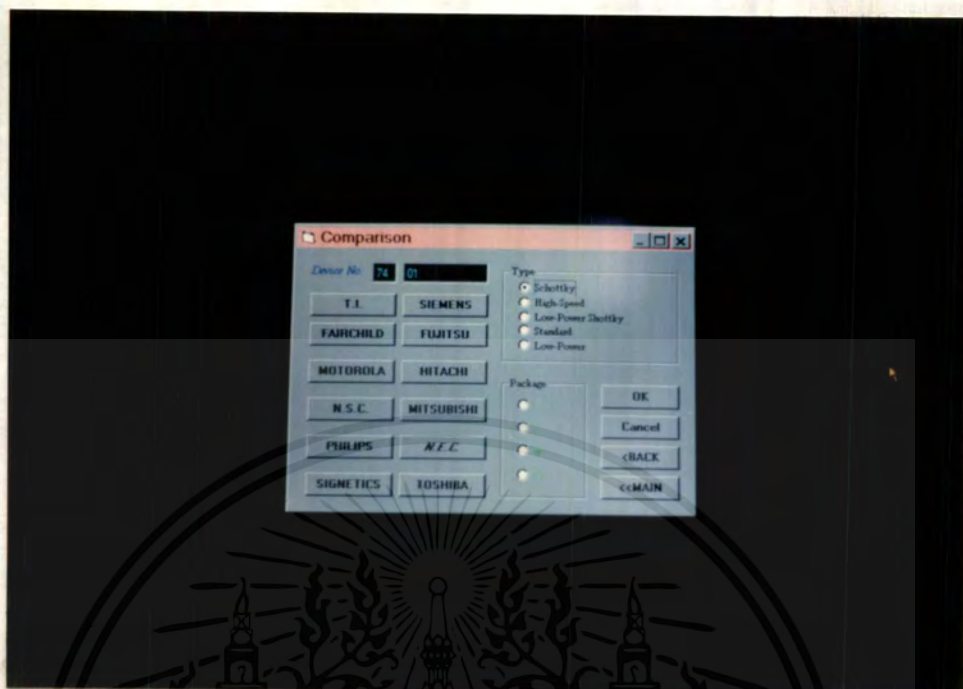 Comparison
Device No. 74 01
T.I. SIEMENS
FAIRCHILD FUJITSU
MOTOROLA HITACHI
N.S.C. MITSUBISHI
PHILIPS N.E.C.
SIGNETICS TOSHIBA
Type
Schottky
High-Speed
Low-Power Shottky
Standard
Low-Power
Package
OK
Cancel
<BACK
<<MAIN